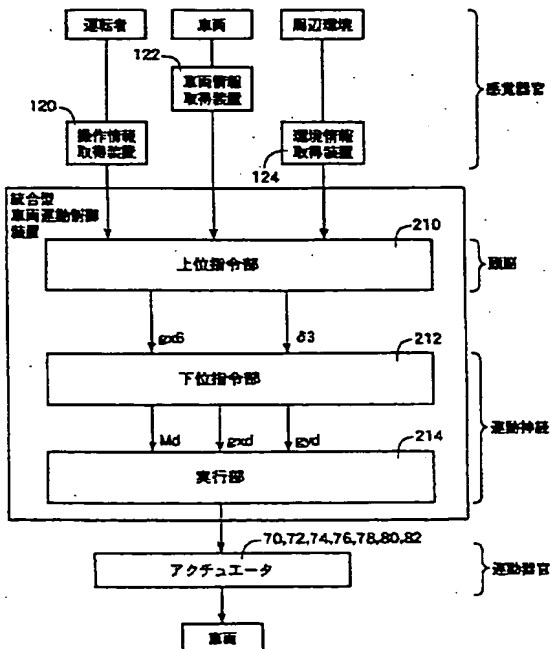 運転者
車両
周辺環境
122
車両情報
取得装置
感覚器官
120
操作情報
取得装置
環境情報
取得装置
124
統合型
車両運動制御
装置
210
上位指令部
頭脳
gx6
δ3
212
下位指令部
Md
gxd
gyd
運動神経
214
実行部
70,72,74,76,78,80,82
アクチュエータ
運動器官
車両